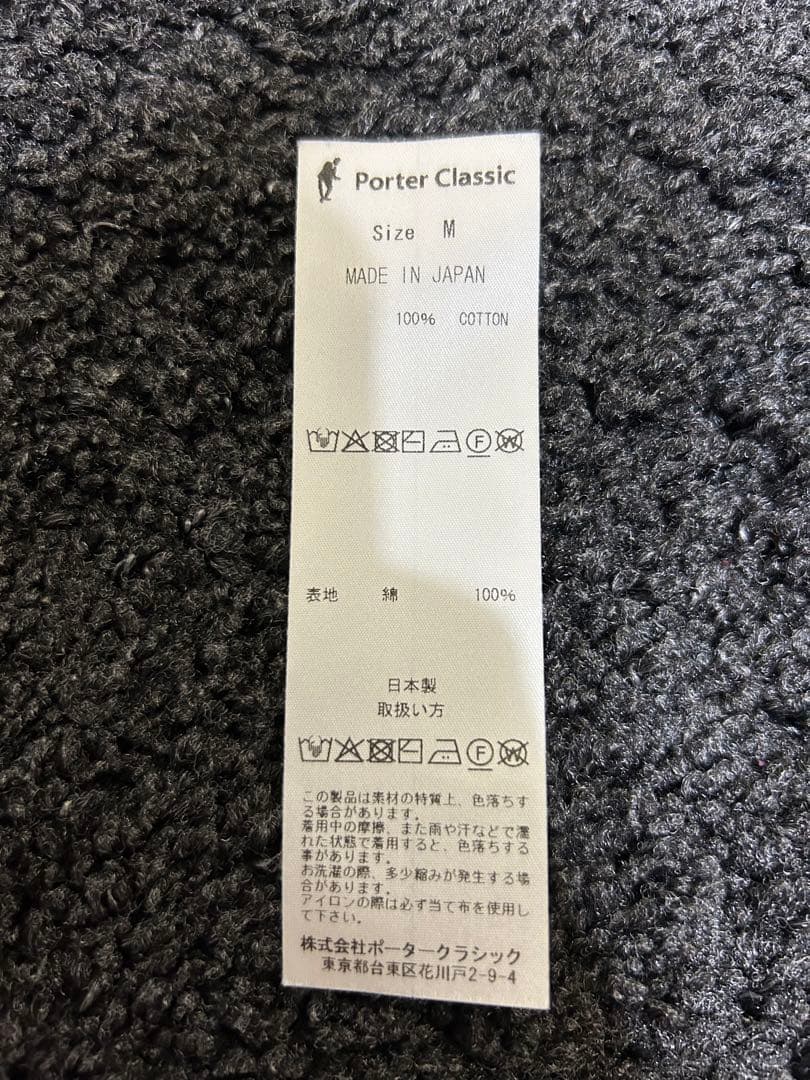 Porter Classic
Size M
MADE IN JAPAN
100% COTTON
F W
表地 綿 100%
日本製
取扱い方
F W
この製品は素材の特質上、色落ちす
る場合があります。
着用中の摩擦、また雨や汗などで濡
れた状態で着用すると、色落ちする
事があります。
お洗濯の際、多少縮みが発生する場
合があります。
アイロンの際は必ず当て布を使用し
て下さい。
株式会社ポータークラシック
東京都台東区花川戸2-9-4